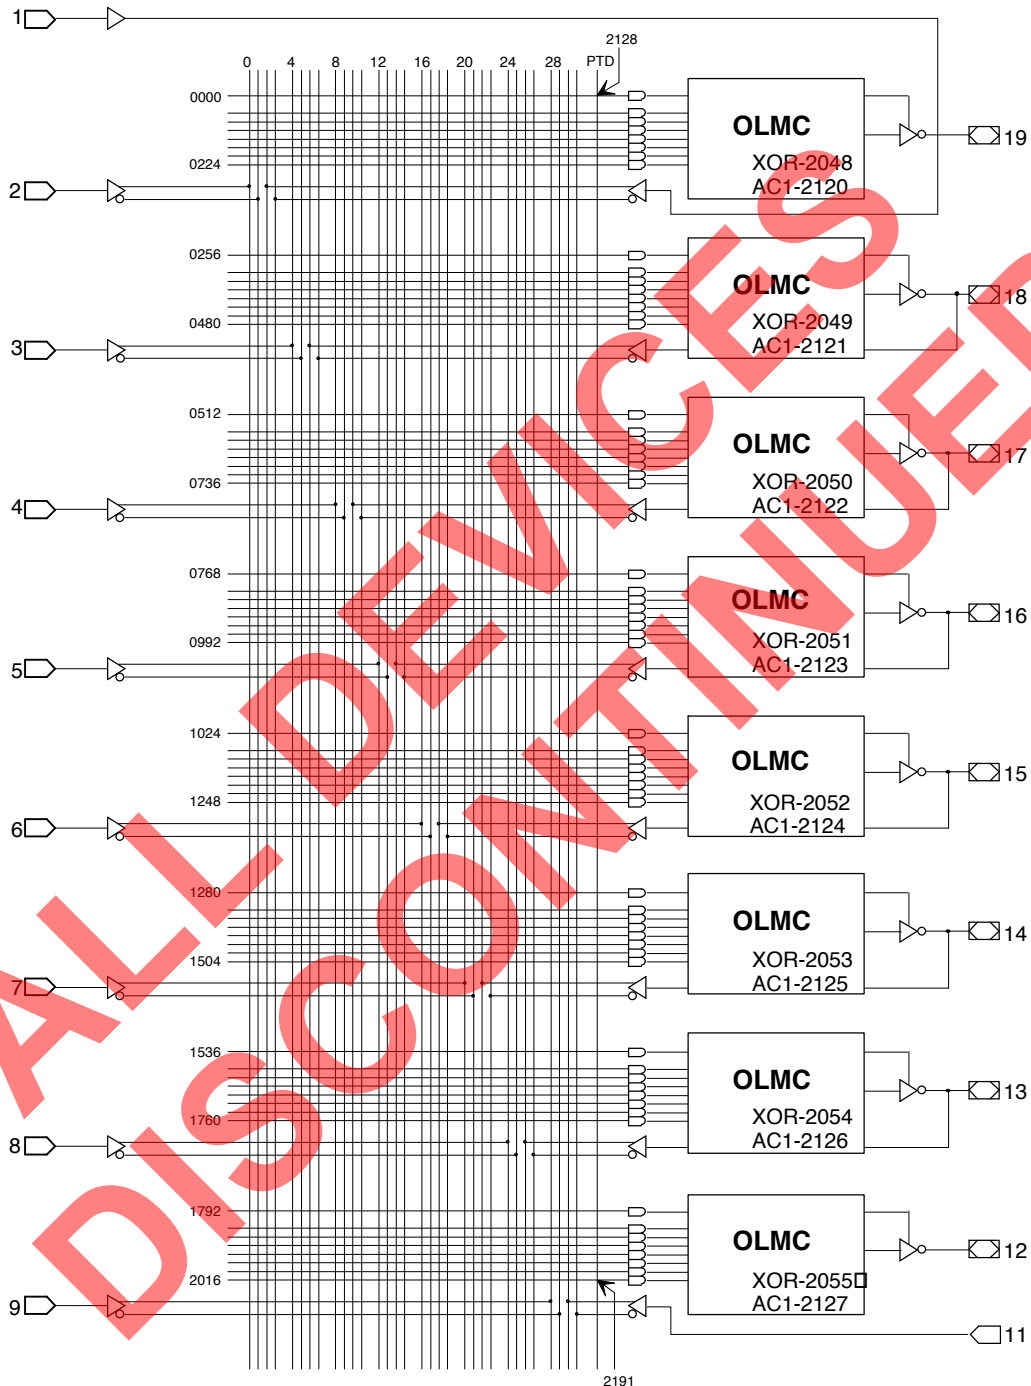 1
2128
0 4 8 12 16 20 24 28 PTD
0000
OLMC
19
XOR-2048
0224
2
AC1-2120
0256
OLMC
18
XOR-2049
0480
3
AC1-2121
0512
OLMC
17
XOR-2050
0736
4
AC1-2122
0768
OLMC
16
XOR-2051
0992
5
AC1-2123
1024
OLMC
15
XOR-2052
1248
6
AC1-2124
1280
OLMC
14
XOR-2053
1504
7
AC1-2125
1536
OLMC
13
XOR-2054
1760
8
AC1-2126
1792
OLMC
12
XOR-2055
2016
9
AC1-2127
11
2191
ALL DEVICES
DISCONTINUED